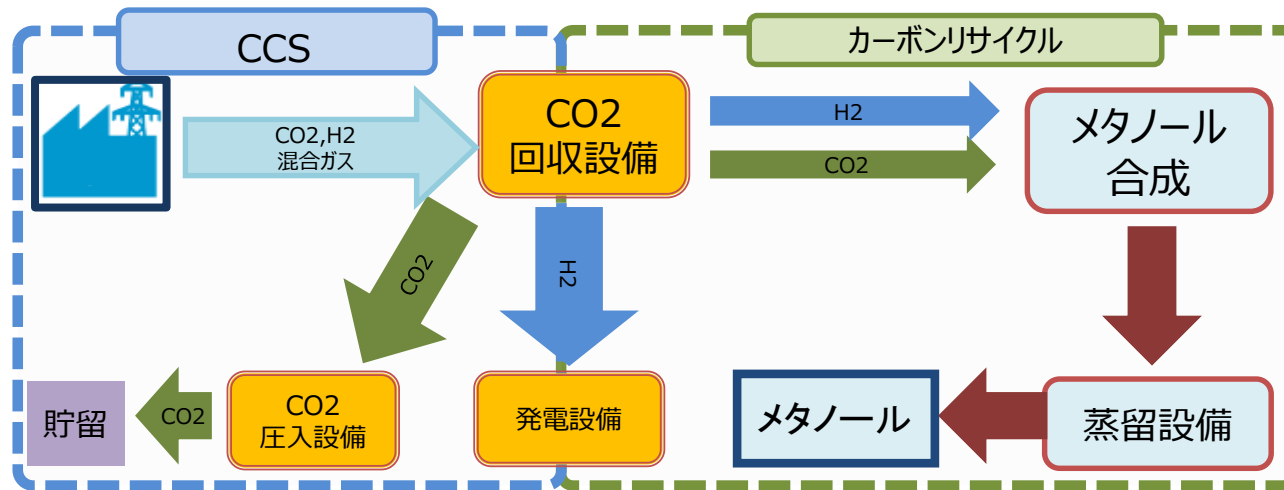 CCS
カーボンリサイクル
CO2,H2
混合ガス
CO2
回収設備
H2
CO2
メタノール
合成
CO2
H2
貯留
CO2
CO2
圧入設備
発電設備
メタノール
蒸留設備